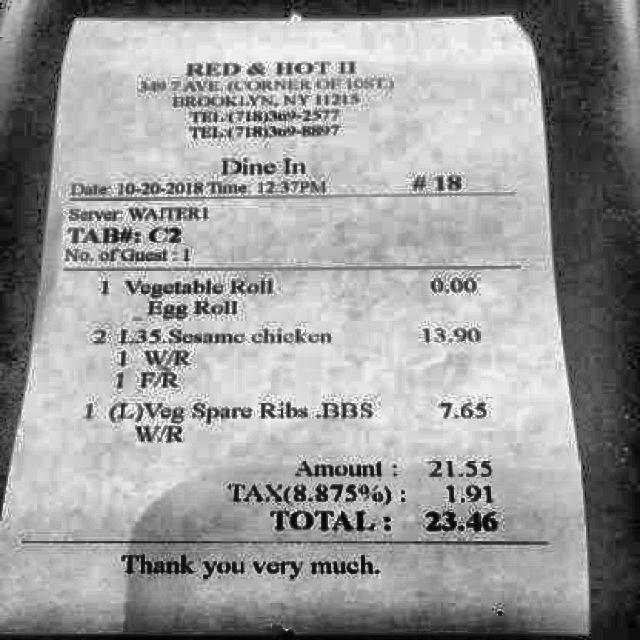 RED & HOT II
349 7 AVE. (CORNER OF 10ST.)
BROOKLYN, NY 11215
TEL:(718)369-2577
TEL:(718)369-8897
Dine In
Date: 10-20-2018 Time: 12:37PM # 18
Server: WAITER1
TAB#: C2
No. of Guest : 1
1 Vegetable Roll 0.00
_ Egg Roll
2 L35.Sesame chicken 13.90
1 W/R
1 F/R
1 (L)Veg Spare Ribs .BBS 7.65
W/R
Amount : 21.55
TAX(8.875%) : 1.91
TOTAL : 23.46
Thank you very much.